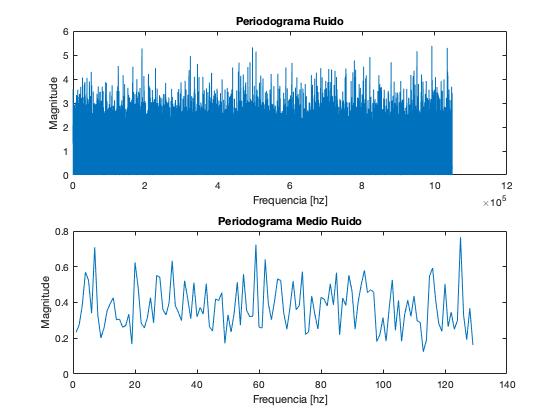 Periodograma Ruido
6
5
4
3
2
1
0
Magnitude
0 2 4 6 8 10 12
Frequencia [hz]
×10^5
Periodograma Medio Ruido
0.8
0.6
0.4
0.2
0
Magnitude
0 20 40 60 80 100 120 140
Frequencia [hz]